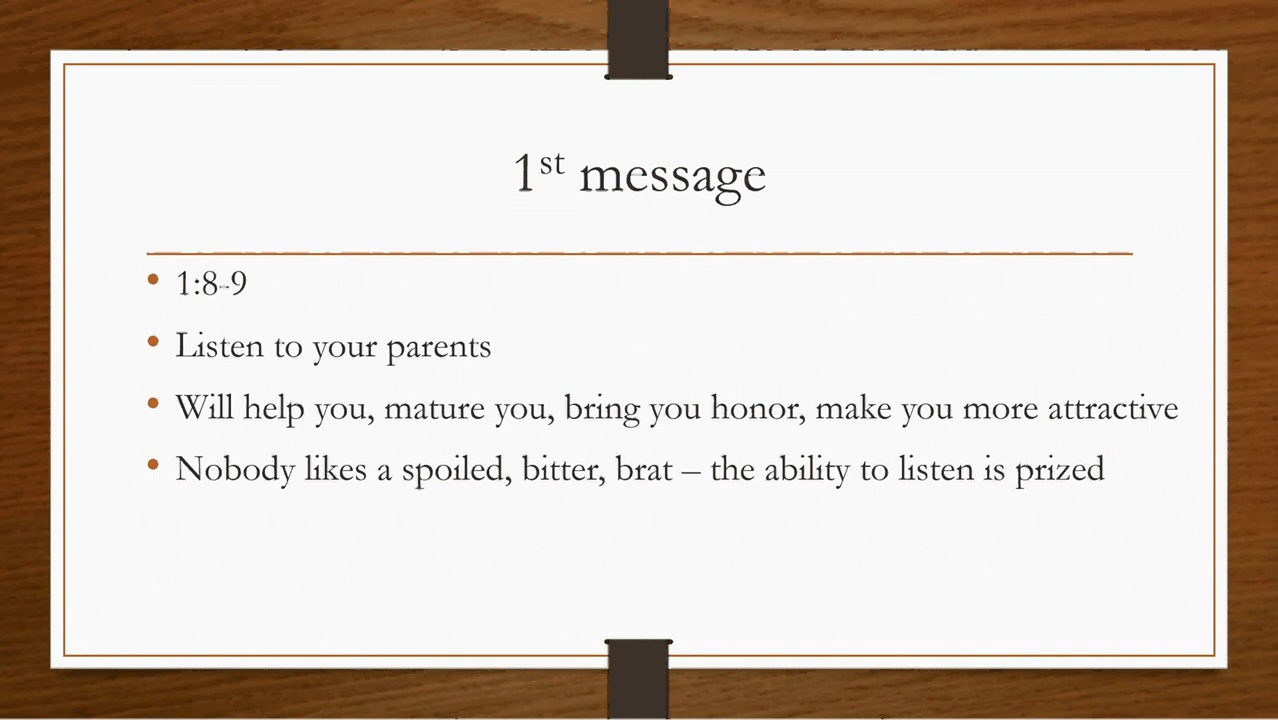 1st message
• 1:8-9
• Listen to your parents
• Will help you, mature you, bring you honor, make you more attractive
• Nobody likes a spoiled, bitter, brat – the ability to listen is prized